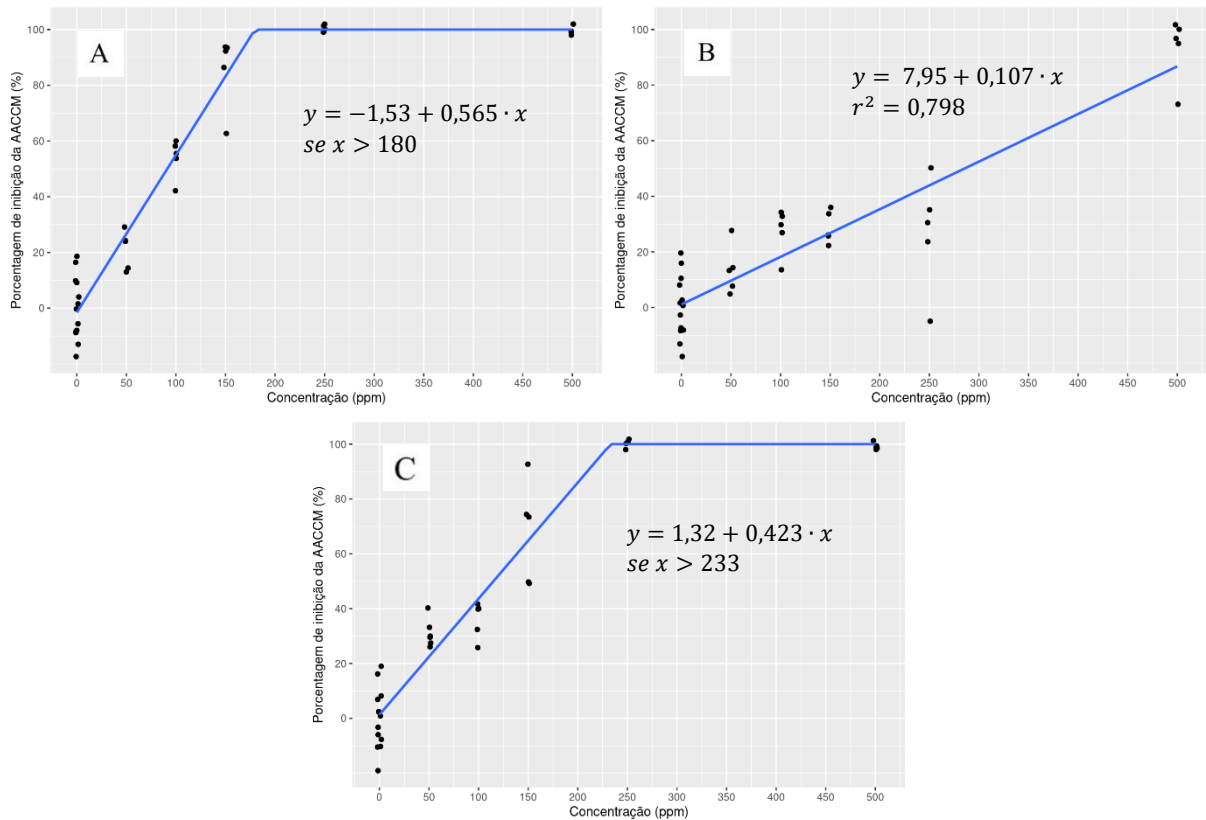 A
Porcentagem de inibição da AACCM (%)
100
80
60
40
20
0
y = −1,53 + 0,565 · x
se x > 180
0 50 100 150 200 250 300 350 400 450 500
Concentração (ppm)
B
Porcentagem de inibição da AACCM (%)
100
80
60
40
20
0
y = 7,95 + 0,107 · x
r² = 0,798
0 50 100 150 200 250 300 350 400 450 500
Concentração (ppm)
C
Porcentagem de inibição da AACCM (%)
100
80
60
40
20
0
y = 1,32 + 0,423 · x
se x > 233
0 50 100 150 200 250 300 350 400 450 500
Concentração (ppm)